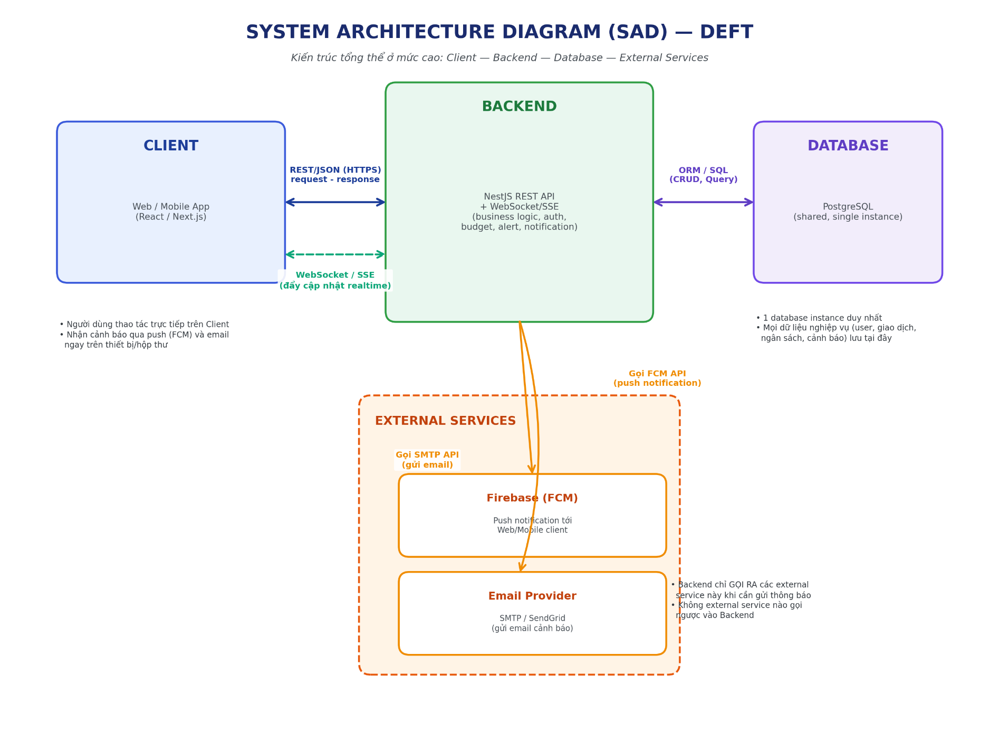 SYSTEM ARCHITECTURE DIAGRAM (SAD) — DEFT
Kiến trúc tổng thể ở mức cao: Client — Backend — Database — External Services
BACKEND
CLIENT
DATABASE
REST/JSON (HTTPS)
request - response
ORM / SQL
(CRUD, Query)
Web / Mobile App
(React / Next.js)
NestJS REST API
+ WebSocket/SSE
(business logic, auth,
budget, alert, notification)
PostgreSQL
(shared, single instance)
WebSocket / SSE
(đẩy cập nhật realtime)
• Người dùng thao tác trực tiếp trên Client
• Nhận cảnh báo qua push (FCM) và email
ngay trên thiết bị/hộp thư
• 1 database instance duy nhất
• Mọi dữ liệu nghiệp vụ (user, giao dịch,
ngân sách, cảnh báo) lưu tại đây
Gọi FCM API
(push notification)
EXTERNAL SERVICES
Gọi SMTP API
(gửi email)
Firebase (FCM)
Push notification tới
Web/Mobile client
Email Provider
SMTP / SendGrid
(gửi email cảnh báo)
• Backend chỉ GỌI RA các external
service này khi cần gửi thông báo
• Không external service nào gọi
ngược vào Backend